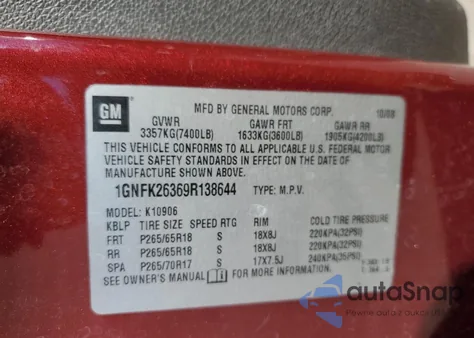 GM
MFD BY GENERAL MOTORS CORP. 10/08
GVWR GAWR FRT GAWR RR
3357KG(7400LB) 1633KG(3600LB) 1905KG(4200LB)
THIS VEHICLE CONFORMS TO ALL APPLICABLE U.S. FEDERAL MOTOR
VEHICLE SAFETY STANDARDS IN EFFECT ON THE DATE OF
MANUFACTURE SHOWN ABOVE.
1GNFK26369R138644 TYPE: M.P.V.
MODEL: K10906
KBLP TIRE SIZE SPEED RTG RIM COLD TIRE PRESSURE
FRT P265/65R18 S 18X8J 220KPA(32PSI)
RR P265/65R18 S 18X8J 220KPA(32PSI)
SPA P265/70R17 S 17X7.5J 240KPA(35PSI)
SEE OWNER'S MANUAL FOR MORE INFORMATION
autoSnap
Pewne auta z aukcji